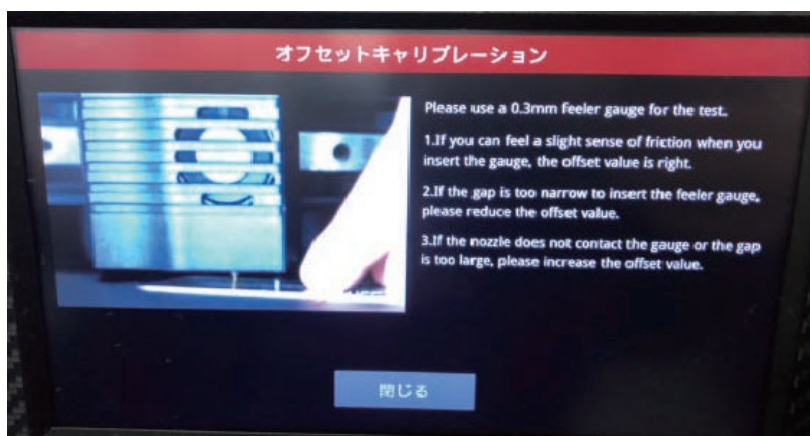 オフセットキャリブレーション
Please use a 0.3mm feeler gauge for the test.
1.If you can feel a slight sense of friction when you
insert the gauge, the offset value is right.
2.If the gap is too narrow to insert the feeler gauge,
please reduce the offset value.
3.If the nozzle does not contact the gauge or the gap
is too large, please increase the offset value.
閉じる